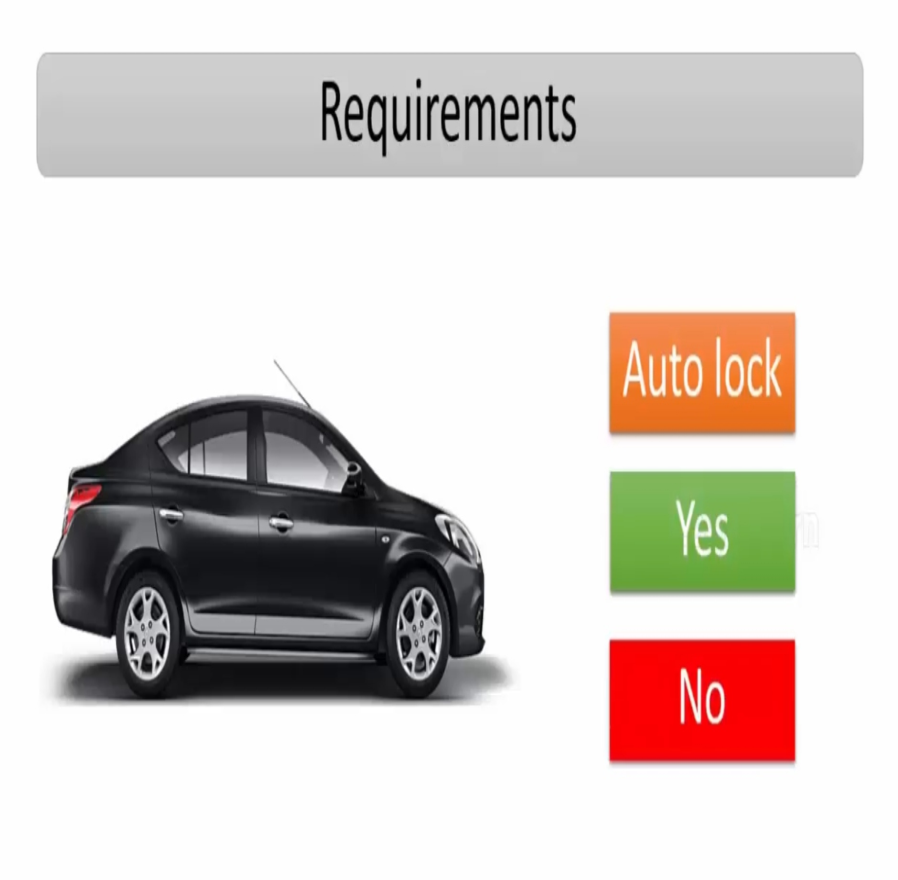 Requirements
Auto lock
Yes
No